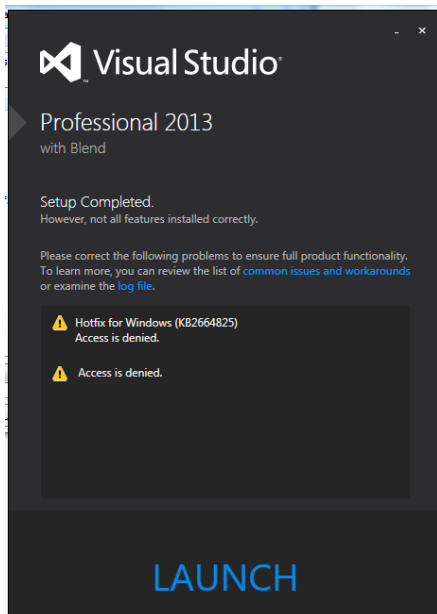 Visual Studio
Professional 2013
with Blend
Setup Completed.
However, not all features installed correctly.
Please correct the following problems to ensure full product functionality.
To learn more, you can review the list of common issues and workarounds
or examine the log file.
Hotfix for Windows (KB2664825)
Access is denied.
Access is denied.
LAUNCH